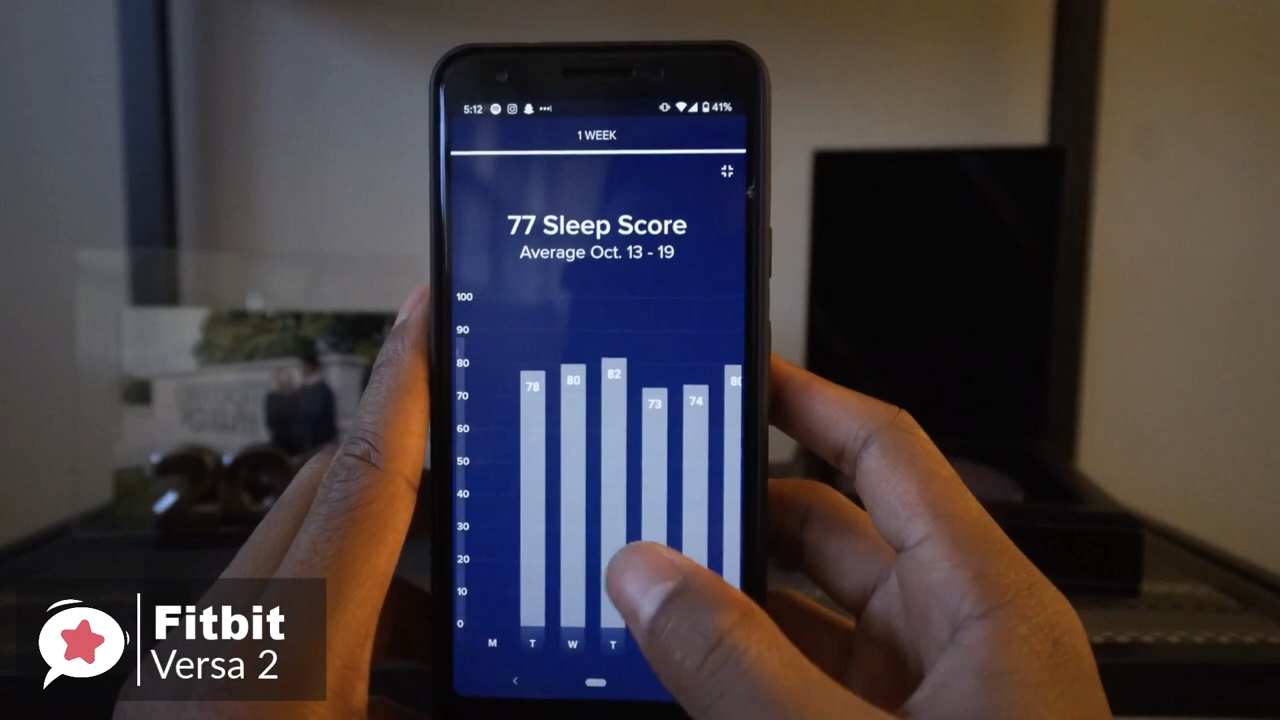 5:12
41%
1 WEEK
77 Sleep Score
Average Oct. 13 - 19
100
90
80
70
60
50
40
30
20
10
0
78
80
82
73
74
80
M
T
W
T
Fitbit
Versa 2